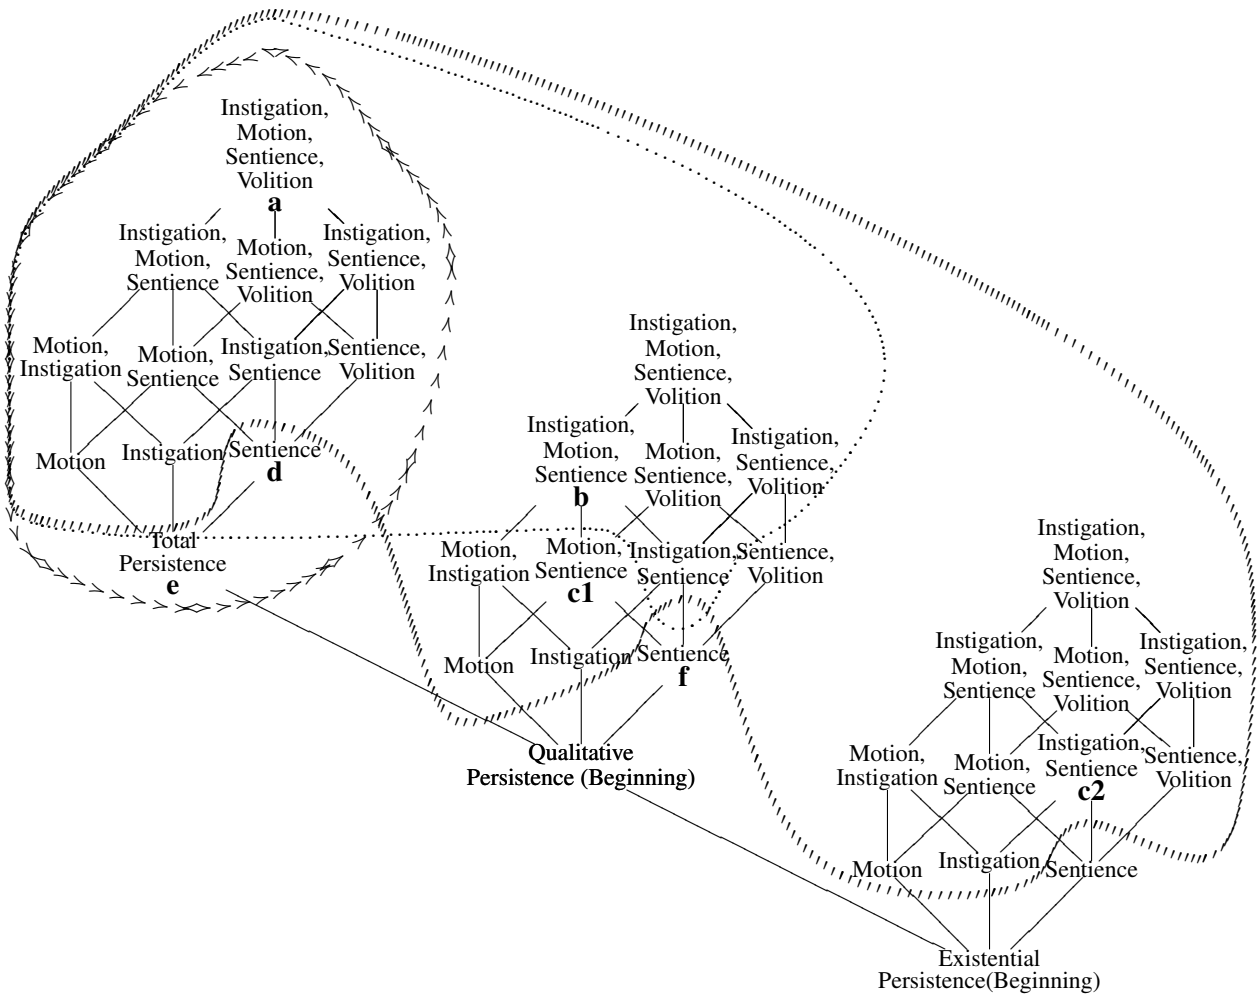 Instigation,
Motion,
Sentience,
Volition
a
Instigation,
Motion,
Sentience
Motion,
Sentience,
Volition
Instigation,
Sentience,
Volition
Motion,
Instigation
Motion,
Sentience
Instigation,
Sentience
Sentience,
Volition
Motion
Instigation
Sentience
d
Total
Persistence
e
Instigation,
Motion,
Sentience,
Volition
Instigation,
Motion,
Sentience
b
Motion,
Sentience,
Volition
Instigation,
Sentience,
Volition
Motion,
Instigation
Motion,
Sentience
c1
Instigation,
Sentience
Sentience,
Volition
Motion
Instigation
Sentience
f
Qualitative
Persistence (Beginning)
Instigation,
Motion,
Sentience,
Volition
Instigation,
Motion,
Sentience
Motion,
Sentience,
Volition
Instigation,
Sentience,
Volition
Motion,
Instigation
Motion,
Sentience
Instigation,
Sentience
c2
Sentience,
Volition
Motion
Instigation
Sentience
Existential
Persistence(Beginning)